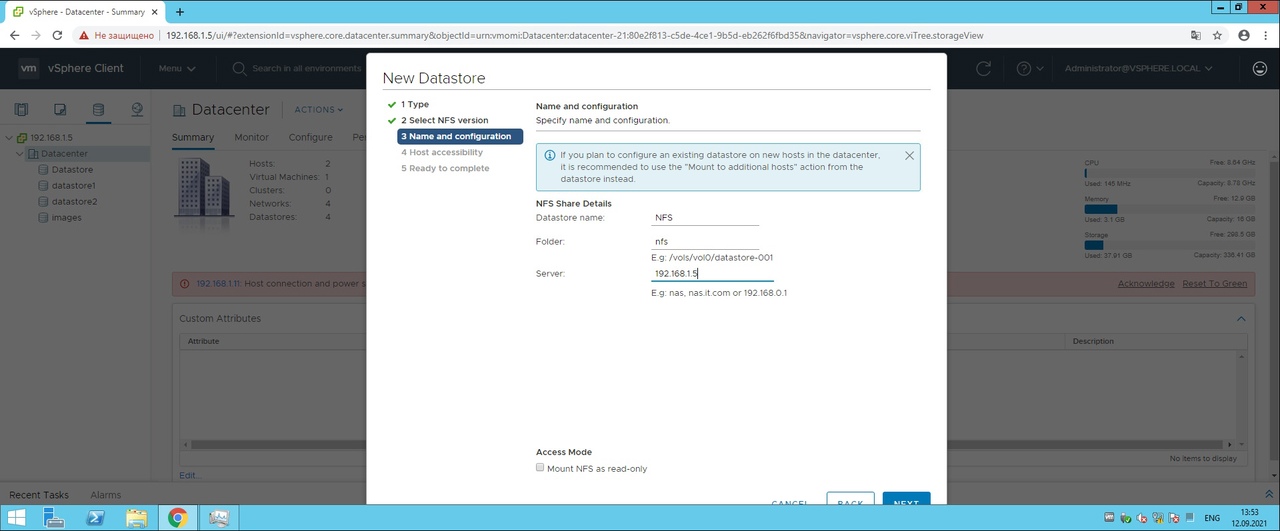 vSphere - Datacenter - Summary
Не защищено 192.168.1.5/ui/#?extensionId=vsphere.core.datacenter.summary&objectId=urn:vmomi:Datacenter:datacenter-21:80e2f813-c5de-4ce1-9b5d-eb262f6fbd35&navigator=vsphere.core.viTree.storageView
vm vSphere Client Menu Search in all environments Administrator@VSPHERE.LOCAL
192.168.1.5
Datacenter
Datastore
datastore1
datastore2
images
Datacenter ACTIONS
Summary Monitor Configure
Hosts: 2
Virtual Machines: 1
Clusters: 0
Networks: 4
Datastores: 4
CPU Free: 8.64 GHz
Used: 145 MHz Capacity: 8.78 GHz
Memory Free: 12.9 GB
Used: 3.1 GB Capacity: 16 GB
Storage Free: 298.5 GB
Used: 37.91 GB Capacity: 336.41 GB
192.168.1.11: Host connection and power s
Acknowledge Reset To Green
Custom Attributes
Attribute Description
No items to display
Edit...
New Datastore
1 Type
2 Select NFS version
3 Name and configuration
4 Host accessibility
5 Ready to complete
Name and configuration
Specify name and configuration.
If you plan to configure an existing datastore on new hosts in the datacenter,
it is recommended to use the "Mount to additional hosts" action from the
datastore instead.
NFS Share Details
Datastore name: NFS
Folder: nfs
E.g: /vols/vol0/datastore-001
Server: 192.168.1.5
E.g: nas, nas.it.com or 192.168.0.1
Access Mode
Mount NFS as read-only
CANCEL BACK NEXT
Recent Tasks Alarms
ENG
13:53
12.09.2021